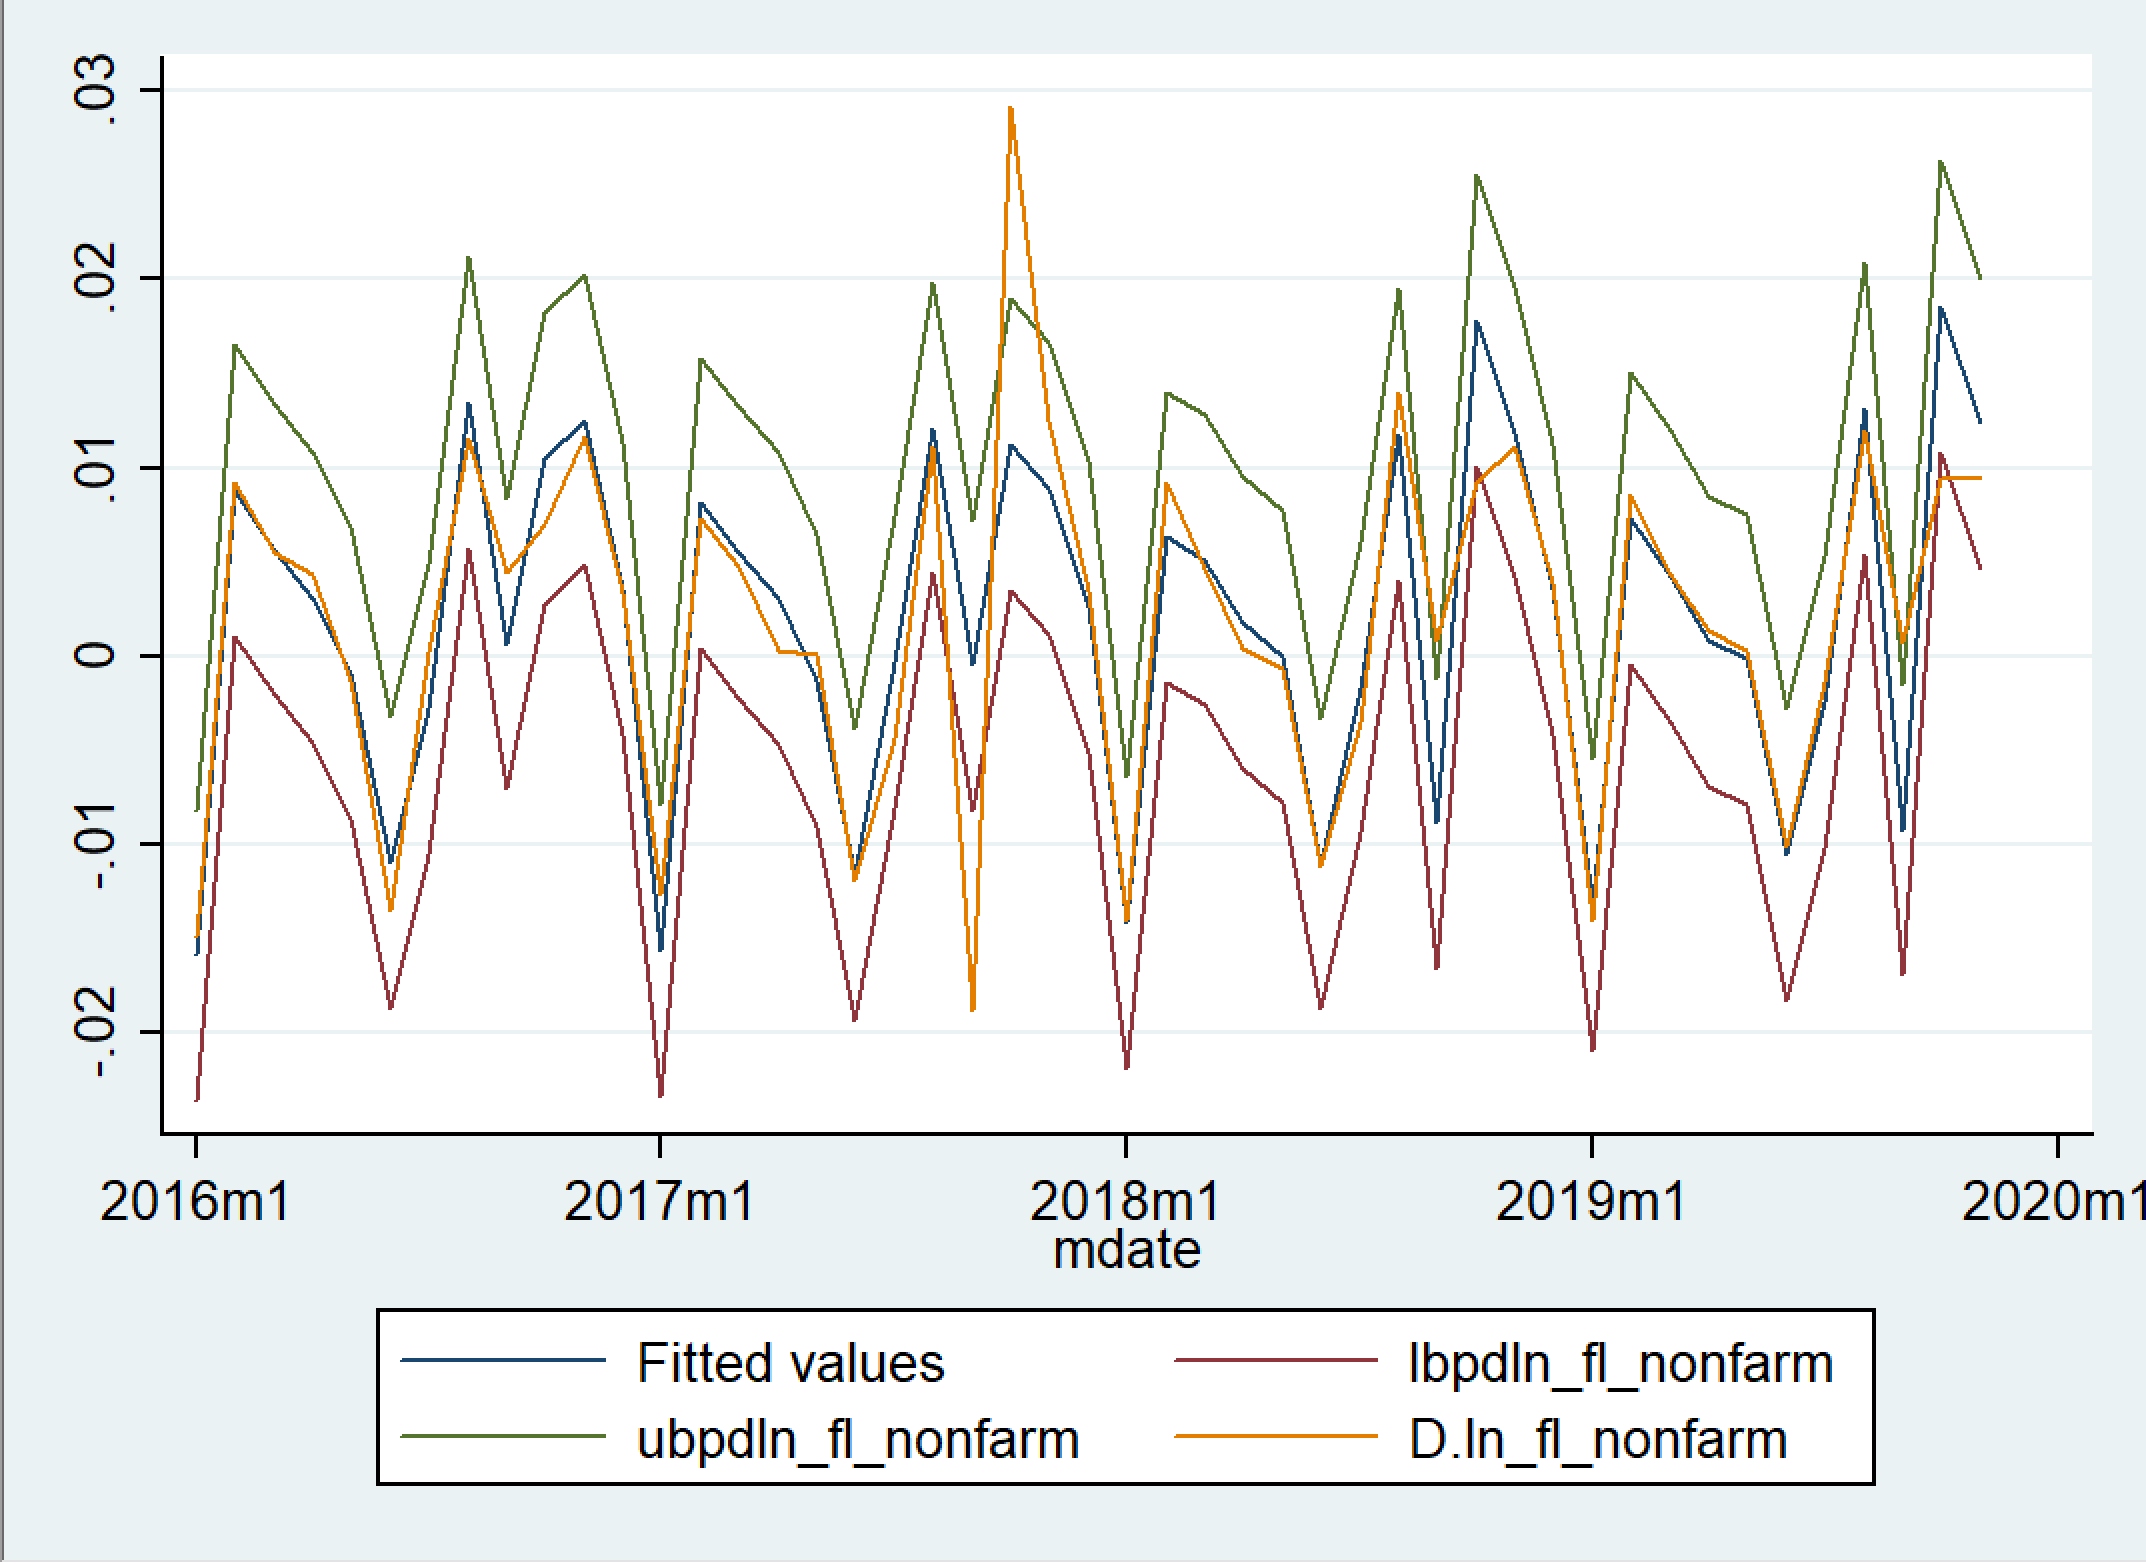 .03
.02
.01
0
-.01
-.02
2016m1 2017m1 2018m1 2019m1 2020m1
mdate
Fitted values lbpdln_fl_nonfarm
ubpdln_fl_nonfarm D.ln_fl_nonfarm